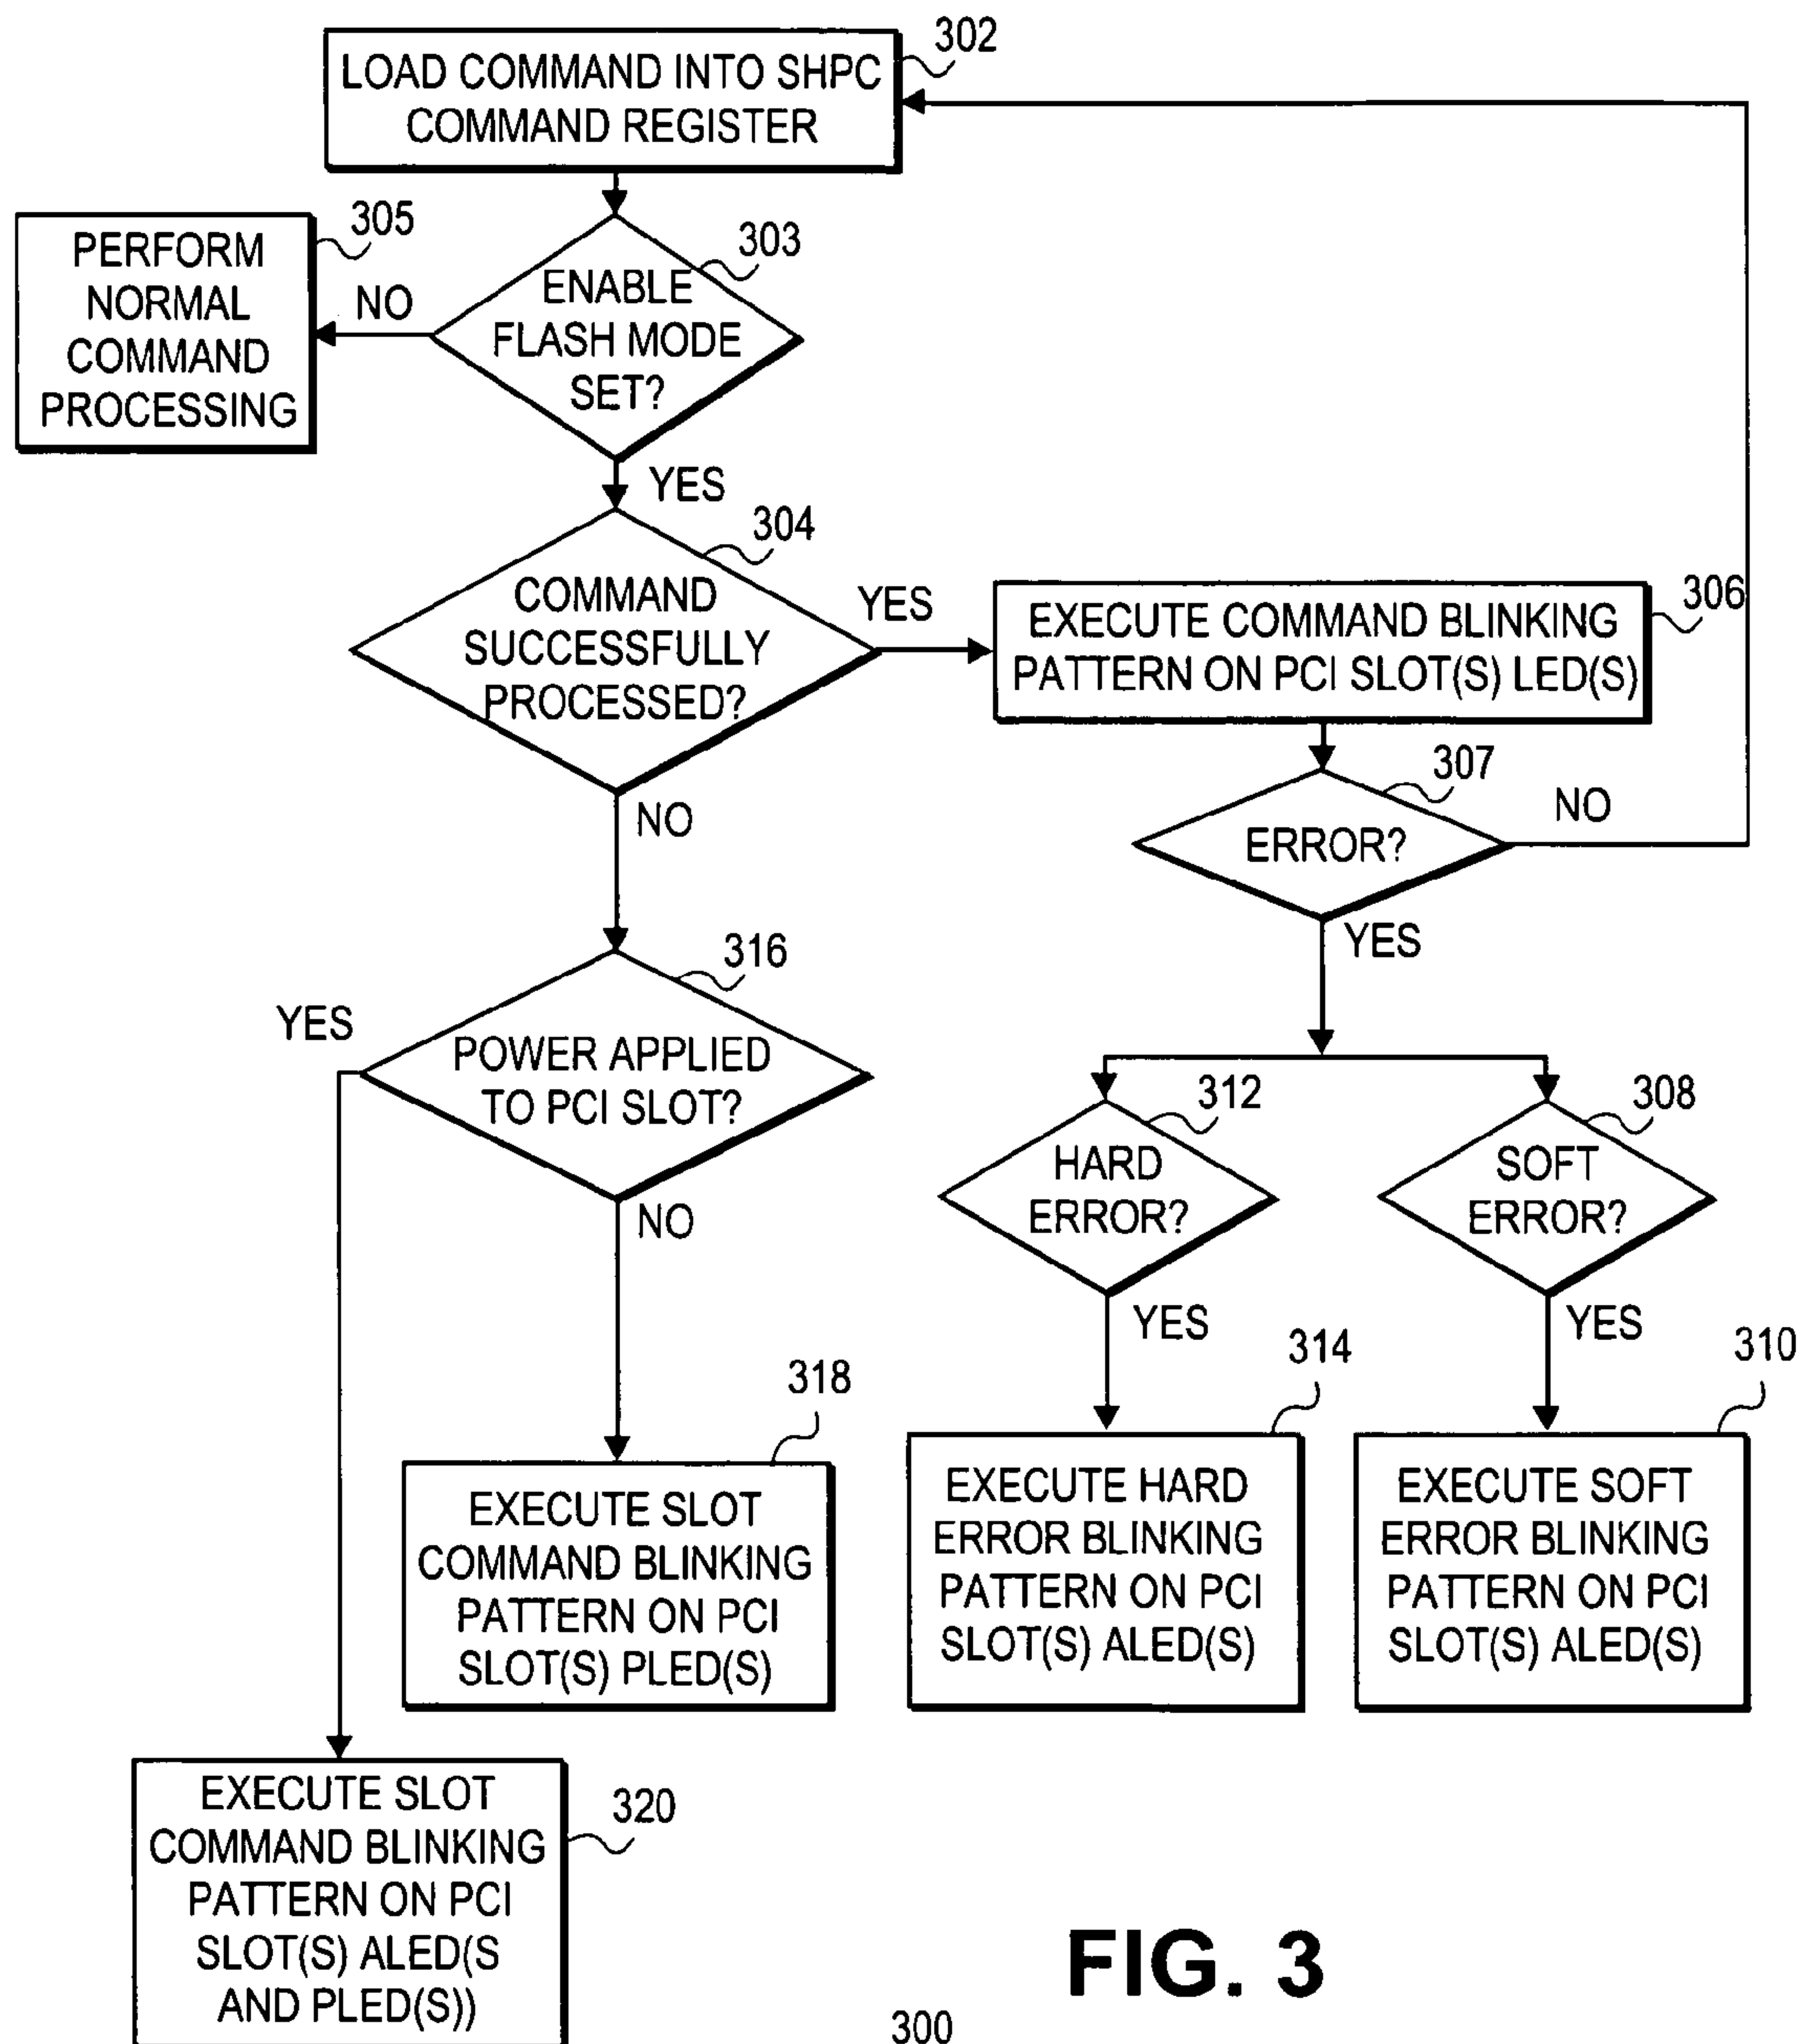 302
LOAD COMMAND INTO SHPC
COMMAND REGISTER
305
PERFORM
NORMAL
COMMAND
PROCESSING
NO
303
ENABLE
FLASH MODE
SET?
YES
304
COMMAND
SUCCESSFULLY
PROCESSED?
YES
306
EXECUTE COMMAND BLINKING
PATTERN ON PCI SLOT(S) LED(S)
307
ERROR?
NO
YES
NO
316
POWER APPLIED
TO PCI SLOT?
YES
NO
312
HARD
ERROR?
YES
308
SOFT
ERROR?
YES
318
EXECUTE SLOT
COMMAND BLINKING
PATTERN ON PCI
SLOT(S) PLED(S)
314
EXECUTE HARD
ERROR BLINKING
PATTERN ON PCI
SLOT(S) ALED(S)
310
EXECUTE SOFT
ERROR BLINKING
PATTERN ON PCI
SLOT(S) ALED(S)
320
EXECUTE SLOT
COMMAND BLINKING
PATTERN ON PCI
SLOT(S) ALED(S
AND PLED(S))
FIG. 3
300